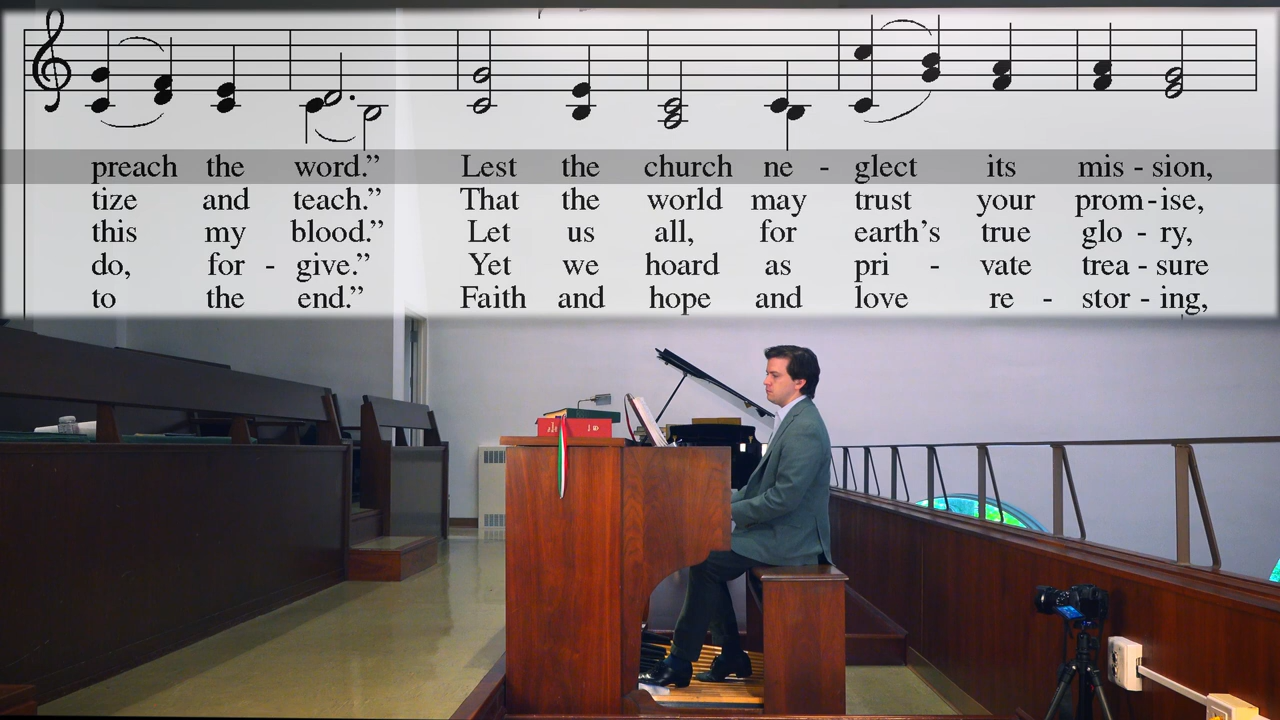 preach the word.” Lest the church ne - glect its mis - sion,
tize and teach.” That the world may trust your prom - ise,
this my blood.” Let us all, for earth’s true glo - ry,
do, for - give.” Yet we hoard as pri - vate trea - sure
to the end.” Faith and hope and love re - stor - ing,